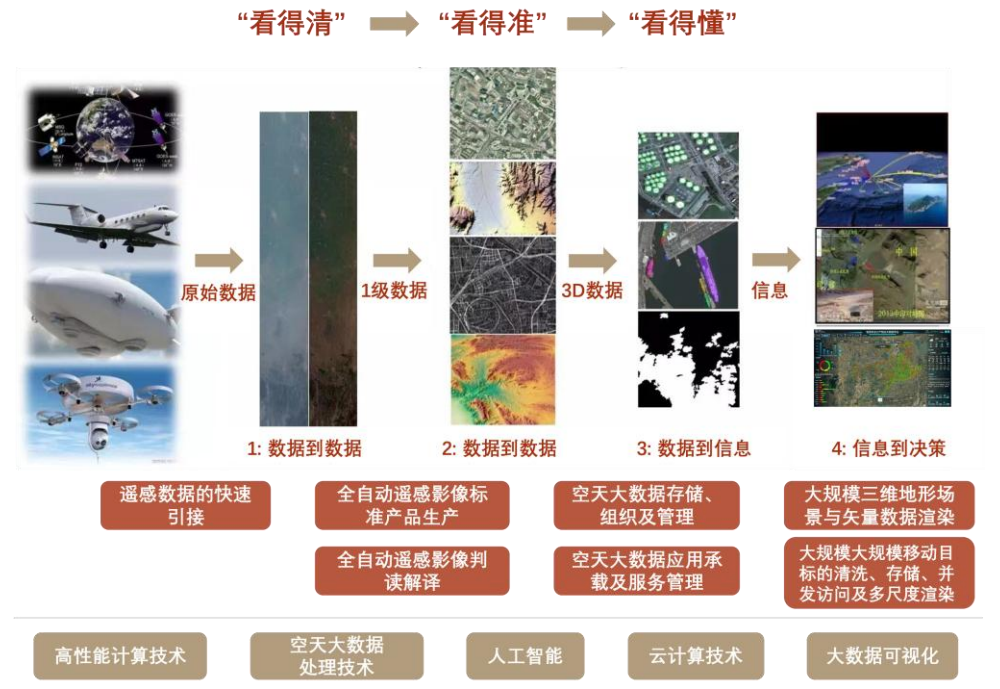 “看得清” “看得准” “看得懂”
原始数据
1级数据
3D数据
信息
中国
1: 数据到数据
2: 数据到数据
3: 数据到信息
4: 信息到决策
遥感数据的快速
引接
全自动遥感影像标
准产品生产
空天大数据存储、
组织及管理
大规模三维地形场
景与矢量数据渲染
全自动遥感影像判
读解译
空天大数据应用承
载及服务管理
大规模大规模移动目
标的清洗、存储、并
发访问及多尺度渲染
高性能计算技术
空天大数据
处理技术
人工智能
云计算技术
大数据可视化